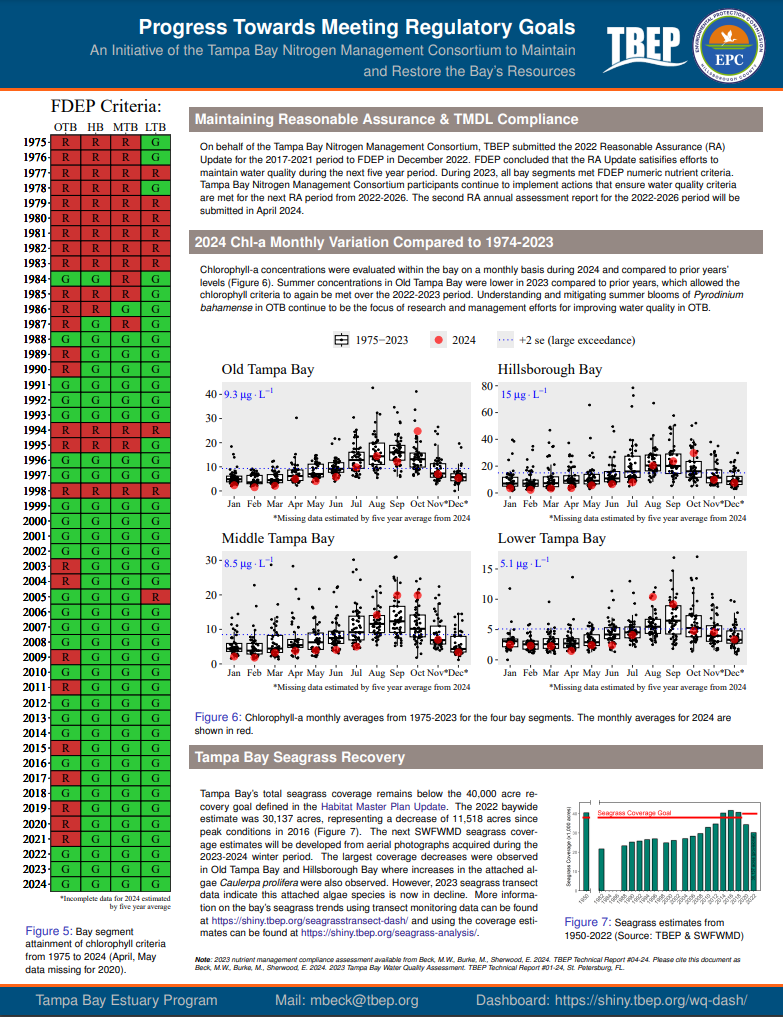 Progress Towards Meeting Regulatory Goals
An Initiative of the Tampa Bay Nitrogen Management Consortium to Maintain
and Restore the Bay's Resources
TBEP
ENVIRONMENTAL PROTECTION COMMISSION
EPC
HILLSBOROUGH COUNTY
FDEP Criteria:
OTB HB MTB LTB
1975 R R R G
1976 R R R G
1977 R R R R
1978 R R R G
1979 R R R R
1980 R R R R
1981 R R R R
1982 R R R R
1983 R R R R
1984 G G R G
1985 R R R G
1986 R R G G
1987 R G R G
1988 G G G G
1989 R G G G
1990 R G G G
1991 G G G G
1992 G G G G
1993 G G G G
1994 R R R R
1995 R R R G
1996 G G G G
1997 G G G G
1998 R R R R
1999 G G G G
2000 G G G G
2001 G G G G
2002 G G G G
2003 R G G G
2004 R G G G
2005 G G G R
2006 G G G G
2007 G G G G
2008 G G G G
2009 R G G G
2010 G G G G
2011 R G G G
2012 G G G G
2013 G G G G
2014 G G G G
2015 R G G G
2016 G G G G
2017 R G G G
2018 G G G G
2019 R G G G
2020 R G G G
2021 R G G G
2022 G G G G
2023 G G G G
2024 G G G G
*Incomplete data for 2024 estimated
by five year average
Figure 5: Bay segment
attainment of chlorophyll criteria
from 1975 to 2024 (April, May
data missing for 2020).
Maintaining Reasonable Assurance & TMDL Compliance
On behalf of the Tampa Bay Nitrogen Management Consortium, TBEP submitted the 2022 Reasonable Assurance (RA)
Update for the 2017-2021 period to FDEP in December 2022. FDEP concluded that the RA Update satisifies efforts to
maintain water quality during the next five year period. During 2023, all bay segments met FDEP numeric nutrient criteria.
Tampa Bay Nitrogen Management Consortium participants continue to implement actions that ensure water quality criteria
are met for the next RA period from 2022-2026. The second RA annual assessment report for the 2022-2026 period will be
submitted in April 2024.
2024 Chl-a Monthly Variation Compared to 1974-2023
Chlorophyll-a concentrations were evaluated within the bay on a monthly basis during 2024 and compared to prior years'
levels (Figure 6). Summer concentrations in Old Tampa Bay were lower in 2023 compared to prior years, which allowed the
chlorophyll criteria to again be met over the 2022-2023 period. Understanding and mitigating summer blooms of Pyrodinium
bahamense in OTB continue to be the focus of research and management efforts for improving water quality in OTB.
1975−2023 2024 +2 se (large exceedance)
Old Tampa Bay
9.3 μg · L−1
40
30
20
10
0
Jan Feb Mar Apr May Jun Jul Aug Sep Oct Nov*Dec*
*Missing data estimated by five year average from 2024
Hillsborough Bay
15 μg · L−1
80
60
40
20
0
Jan Feb Mar Apr May Jun Jul Aug Sep Oct Nov*Dec*
*Missing data estimated by five year average from 2024
Middle Tampa Bay
8.5 μg · L−1
30
20
10
0
Jan Feb Mar Apr May Jun Jul Aug Sep Oct Nov*Dec*
*Missing data estimated by five year average from 2024
Lower Tampa Bay
5.1 μg · L−1
15
10
5
0
Jan Feb Mar Apr May Jun Jul Aug Sep Oct Nov*Dec*
*Missing data estimated by five year average from 2024
Figure 6: Chlorophyll-a monthly averages from 1975-2023 for the four bay segments. The monthly averages for 2024 are
shown in red.
Tampa Bay Seagrass Recovery
Tampa Bay's total seagrass coverage remains below the 40,000 acre re-
covery goal defined in the Habitat Master Plan Update. The 2022 baywide
estimate was 30,137 acres, representing a decrease of 11,518 acres since
peak conditions in 2016 (Figure 7). The next SWFWMD seagrass cover-
age estimates will be developed from aerial photographs acquired during the
2023-2024 winter period. The largest coverage decreases were observed
in Old Tampa Bay and Hillsborough Bay where increases in the attached al-
gae Caulerpa prolifera were also observed. However, 2023 seagrass transect
data indicate this attached algae species is now in decline. More informa-
tion on the bay's seagrass trends using transect monitoring data can be found
at https://shiny.tbep.org/seagrasstransect-dash/ and using the coverage esti-
mates can be found at https://shiny.tbep.org/seagrass-analysis/.
Seagrass Coverage Goal
Seagrass Coverage (x1,000 acres)
Figure 7: Seagrass estimates from
1950-2022 (Source: TBEP & SWFWMD)
Note: 2023 nutrient management compliance assessment available from Beck, M.W., Burke, M., Sherwood, E. 2024. TBEP Technical Report #04-24. Please cite this document as
Beck, M.W., Burke, M., Sherwood, E. 2024. 2023 Tampa Bay Water Quality Assessment. TBEP Technical Report #01-24, St. Petersburg, FL.
Tampa Bay Estuary Program Mail: mbeck@tbep.org Dashboard: https://shiny.tbep.org/wq-dash/